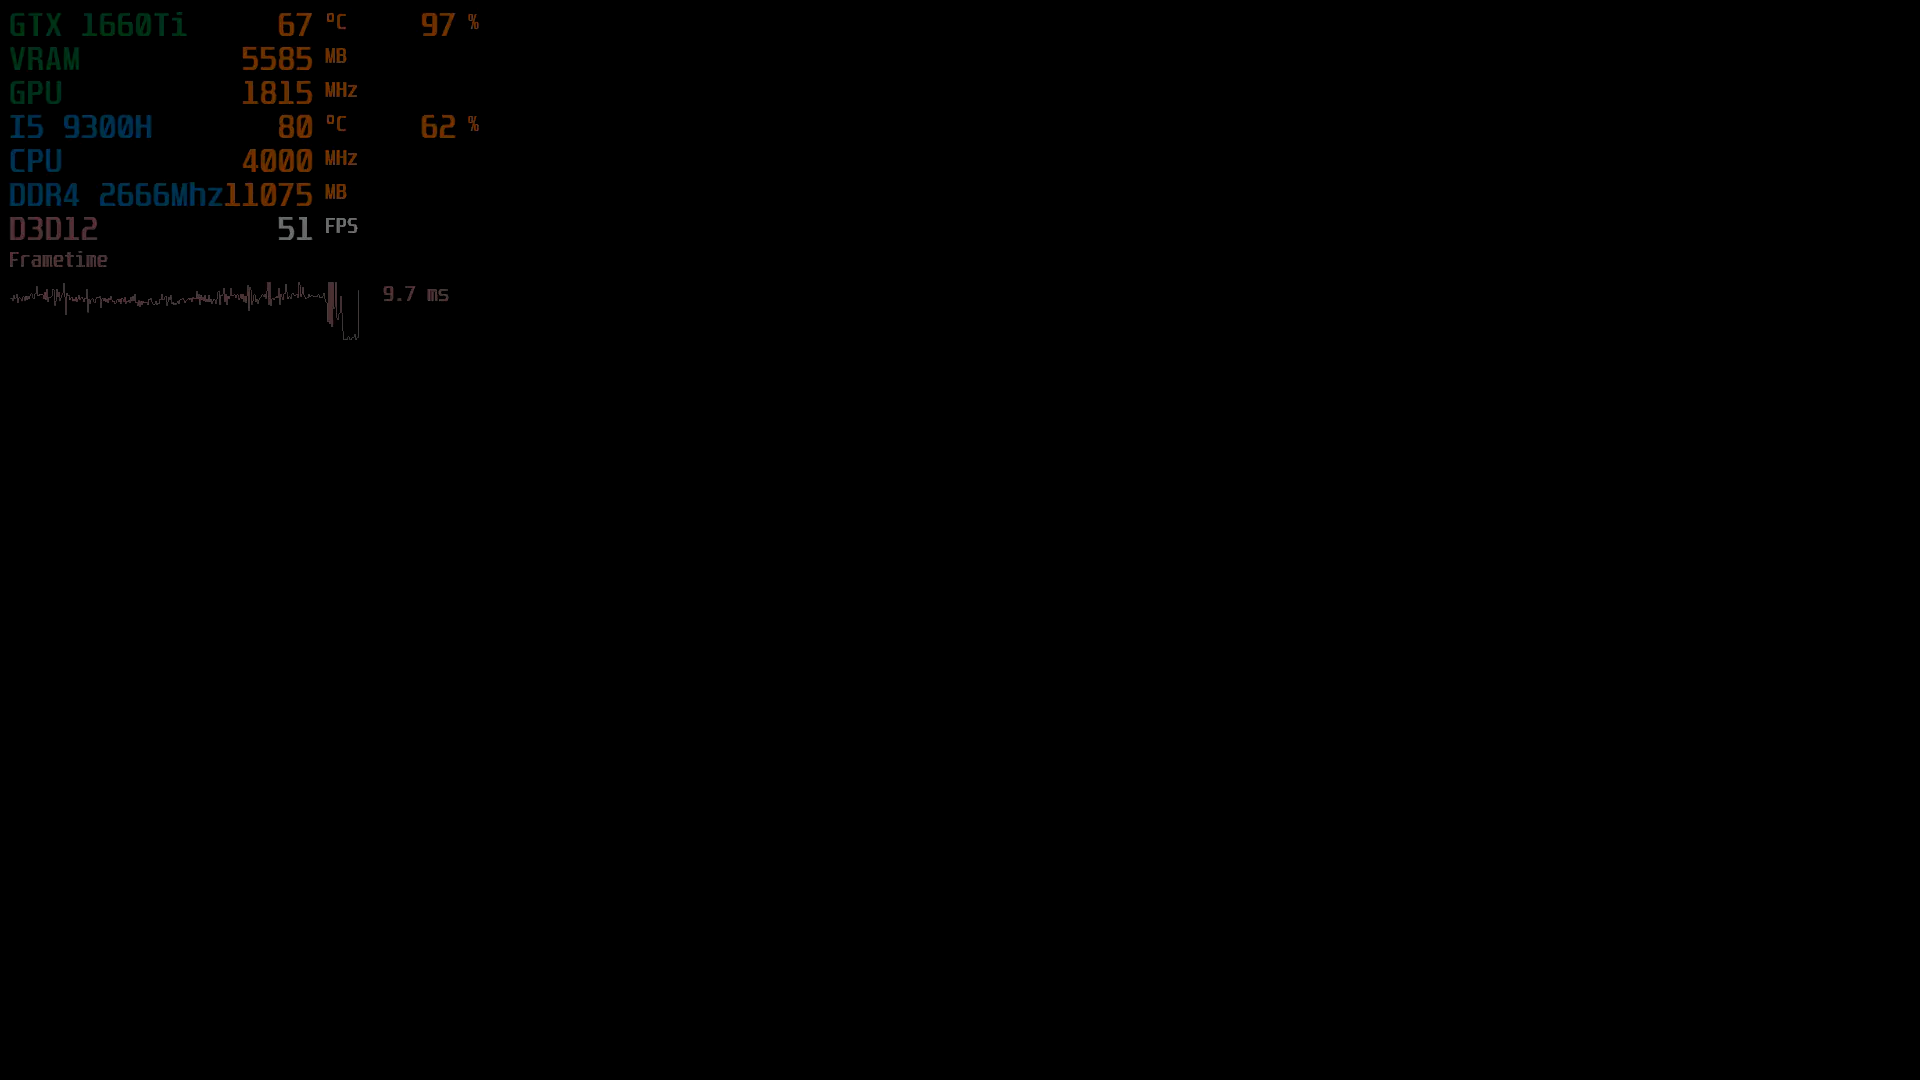 GTX 1660Ti 67 °C 97 %
VRAM 5585 MB
GPU 1815 MHz
I5 9300H 80 °C 62 %
CPU 4000 MHz
DDR4 2666Mhz11075 MB
D3D12 51 FPS
Frametime
9.7 ms